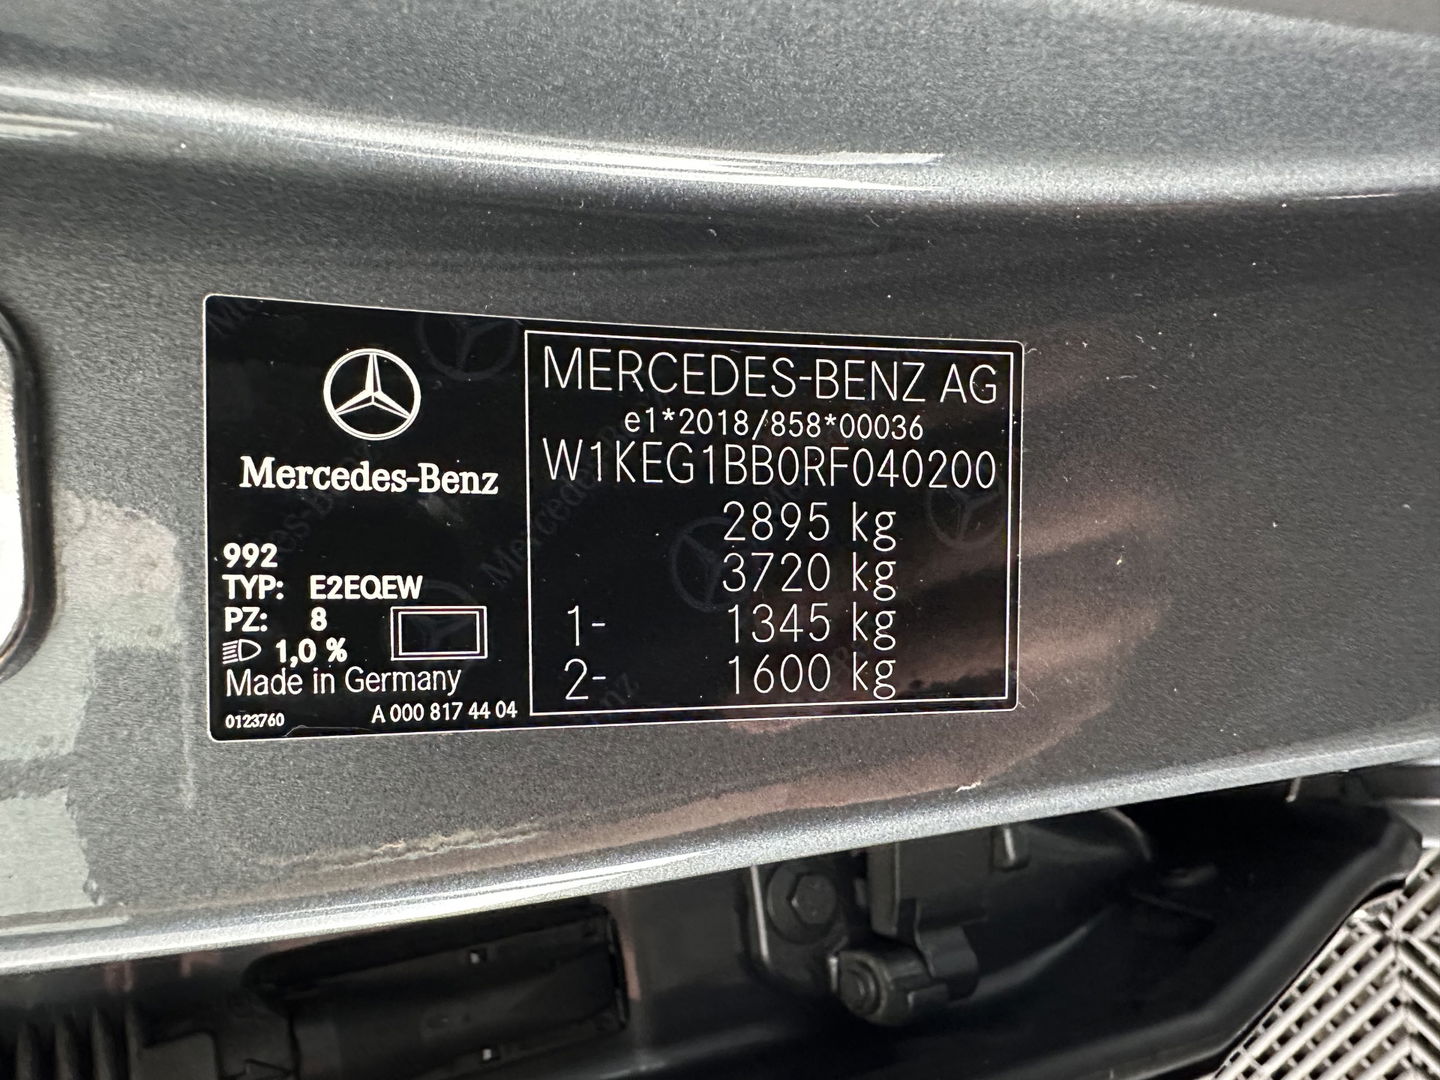 Mercedes-Benz
992
TYP: E2EQEW
PZ: 8
1,0 %
Made in Germany
0123760 A 000 817 44 04
MERCEDES-BENZ AG
e1*2018/858*00036
W1KEG1BB0RF040200
2895 kg
3720 kg
1- 1345 kg
2- 1600 kg